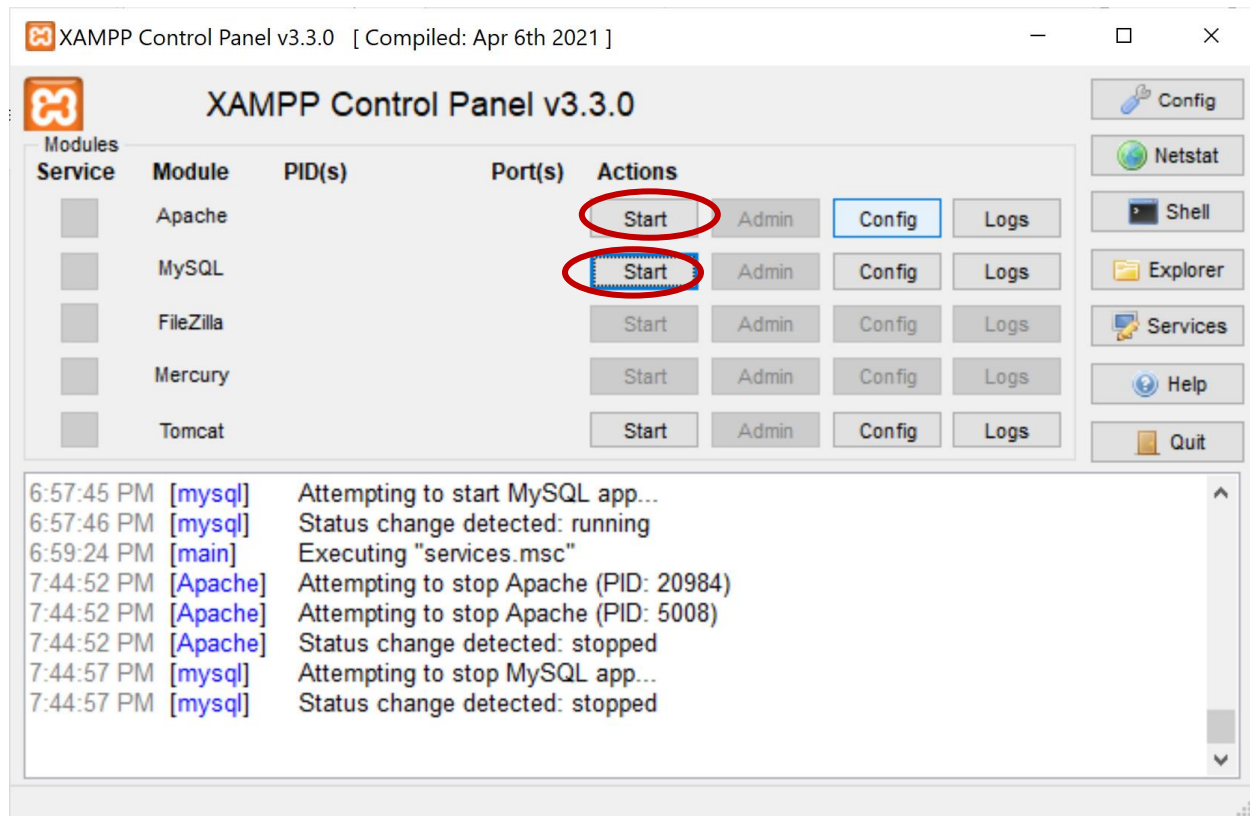 XAMPP Control Panel v3.3.0 [ Compiled: Apr 6th 2021 ]
XAMPP Control Panel v3.3.0
Config
Modules
Service Module PID(s) Port(s) Actions
Netstat
Apache Start Admin Config Logs
Shell
MySQL Start Admin Config Logs
Explorer
FileZilla Start Admin Config Logs
Services
Mercury Start Admin Config Logs
Help
Tomcat Start Admin Config Logs
Quit
6:57:45 PM [mysql] Attempting to start MySQL app...
6:57:46 PM [mysql] Status change detected: running
6:59:24 PM [main] Executing "services.msc"
7:44:52 PM [Apache] Attempting to stop Apache (PID: 20984)
7:44:52 PM [Apache] Attempting to stop Apache (PID: 5008)
7:44:52 PM [Apache] Status change detected: stopped
7:44:57 PM [mysql] Attempting to stop MySQL app...
7:44:57 PM [mysql] Status change detected: stopped